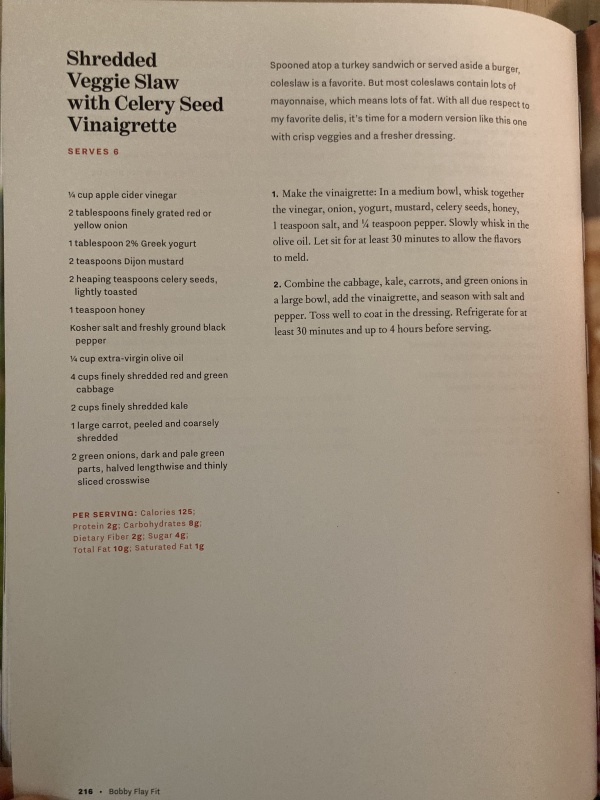 Shredded
Veggie Slaw
with Celery Seed
Vinaigrette
SERVES 6
Spooned atop a turkey sandwich or served aside a burger,
coleslaw is a favorite. But most coleslaws contain lots of
mayonnaise, which means lots of fat. With all due respect to
my favorite delis, it's time for a modern version like this one
with crisp veggies and a fresher dressing.
¼ cup apple cider vinegar
2 tablespoons finely grated red or
yellow onion
1 tablespoon 2% Greek yogurt
2 teaspoons Dijon mustard
2 heaping teaspoons celery seeds,
lightly toasted
1 teaspoon honey
Kosher salt and freshly ground black
pepper
¼ cup extra-virgin olive oil
4 cups finely shredded red and green
cabbage
2 cups finely shredded kale
1 large carrot, peeled and coarsely
shredded
2 green onions, dark and pale green
parts, halved lengthwise and thinly
sliced crosswise
PER SERVING: Calories 125;
Protein 2g; Carbohydrates 8g;
Dietary Fiber 2g; Sugar 4g;
Total Fat 10g; Saturated Fat 1g
1. Make the vinaigrette: In a medium bowl, whisk together
the vinegar, onion, yogurt, mustard, celery seeds, honey,
1 teaspoon salt, and ¼ teaspoon pepper. Slowly whisk in the
olive oil. Let sit for at least 30 minutes to allow the flavors
to meld.
2. Combine the cabbage, kale, carrots, and green onions in
a large bowl, add the vinaigrette, and season with salt and
pepper. Toss well to coat in the dressing. Refrigerate for at
least 30 minutes and up to 4 hours before serving.
216 • Bobby Flay Fit